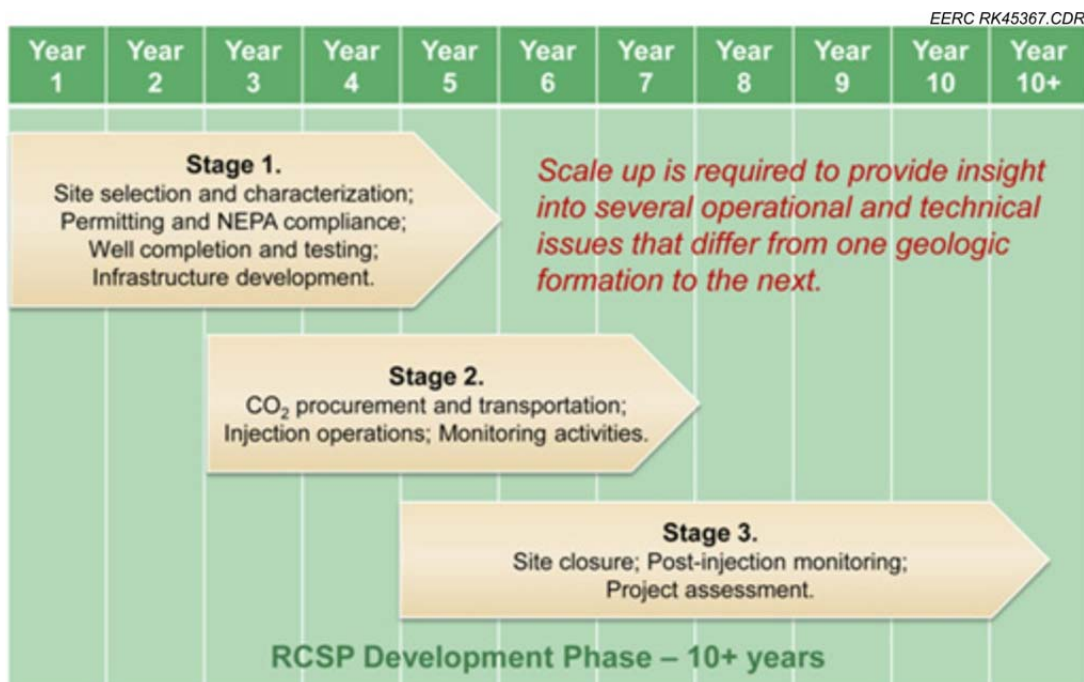 EERC RK45367.CDR
Year 1
Year 2
Year 3
Year 4
Year 5
Year 6
Year 7
Year 8
Year 9
Year 10
Year 10+
Stage 1.
Site selection and characterization;
Permitting and NEPA compliance;
Well completion and testing;
Infrastructure development.
Scale up is required to provide insight
into several operational and technical
issues that differ from one geologic
formation to the next.
Stage 2.
CO₂ procurement and transportation;
Injection operations; Monitoring activities.
Stage 3.
Site closure; Post-injection monitoring;
Project assessment.
RCSP Development Phase – 10+ years